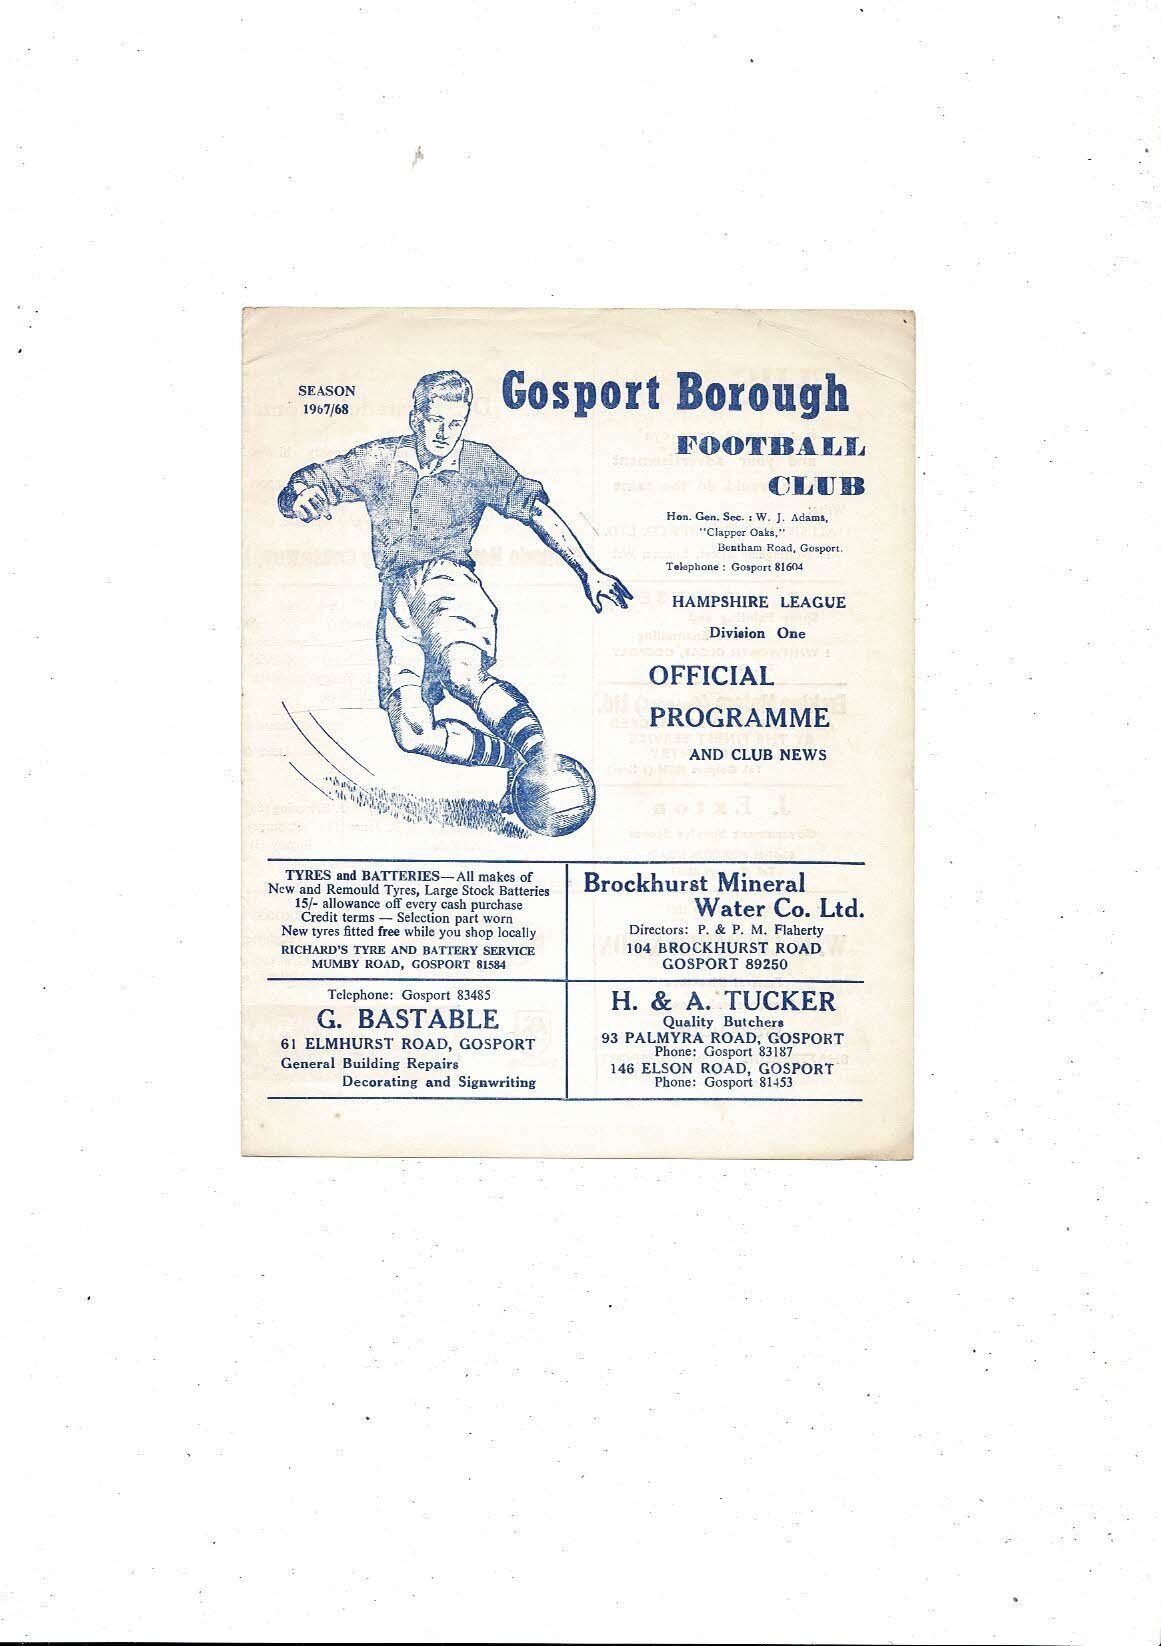 SEASON
1967/68
Gosport Borough
FOOTBALL
CLUB
Hon. Gen. Sec. : W. J. Adams,
"Clapper Oaks,"
Bentham Road, Gosport.
Telephone : Gosport 81604
HAMPSHIRE LEAGUE
Division One
OFFICIAL
PROGRAMME
AND CLUB NEWS
TYRES and BATTERIES—All makes of
New and Remould Tyres, Large Stock Batteries
15/- allowance off every cash purchase
Credit terms — Selection part worn
New tyres fitted free while you shop locally
RICHARD'S TYRE AND BATTERY SERVICE
MUMBY ROAD, GOSPORT 81584
Brockhurst Mineral
Water Co. Ltd.
Directors: P. & P. M. Flaherty
104 BROCKHURST ROAD
GOSPORT 89250
Telephone: Gosport 83485
G. BASTABLE
61 ELMHURST ROAD, GOSPORT
General Building Repairs
Decorating and Signwriting
H. & A. TUCKER
Quality Butchers
93 PALMYRA ROAD, GOSPORT
Phone: Gosport 83187
146 ELSON ROAD, GOSPORT
Phone: Gosport 81453